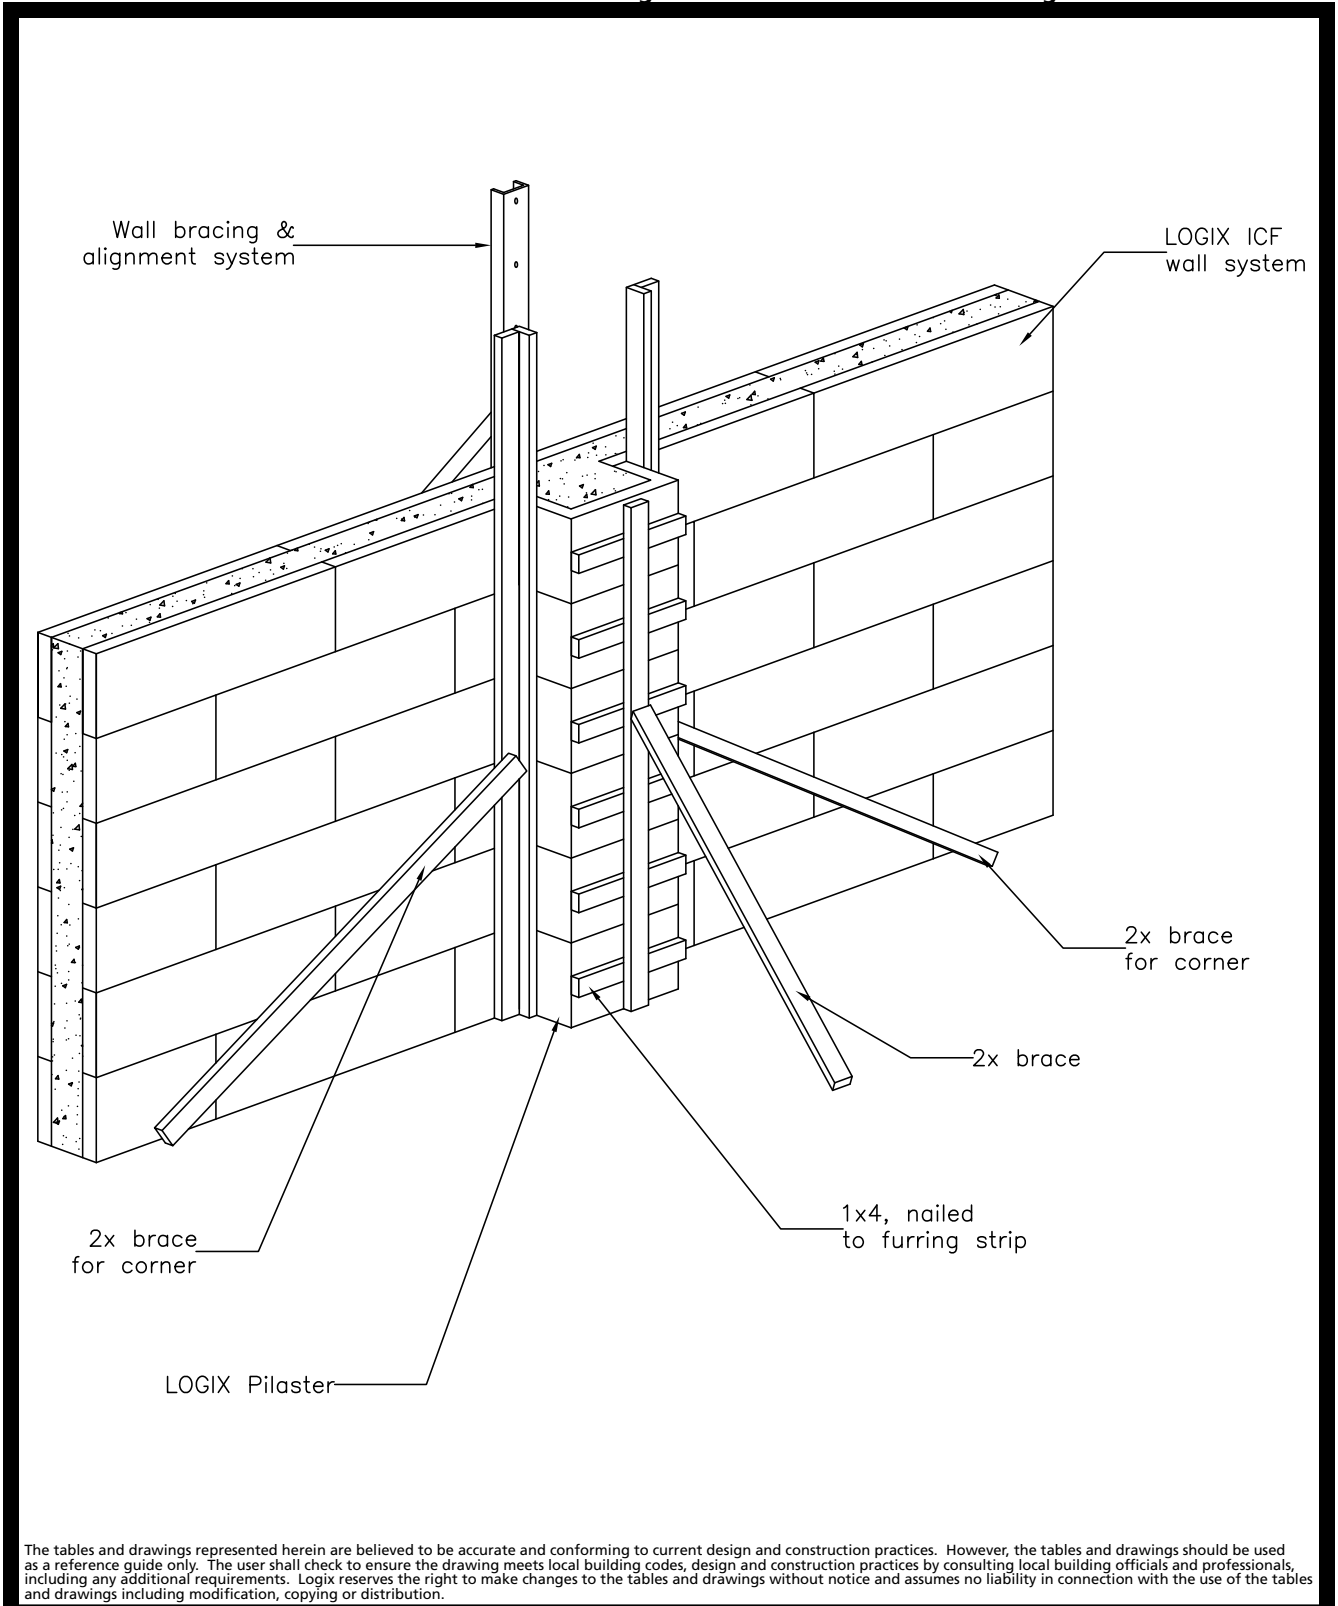 Wall bracing &
alignment system
LOGIX ICF
wall system
2x brace
for corner
2x brace
1x4, nailed
to furring strip
2x brace
for corner
LOGIX Pilaster
The tables and drawings represented herein are believed to be accurate and conforming to current design and construction practices. However, the tables and drawings should be used
as a reference guide only. The user shall check to ensure the drawing meets local building codes, design and construction practices by consulting local building officials and professionals,
including any additional requirements. Logix reserves the right to make changes to the tables and drawings without notice and assumes no liability in connection with the use of the tables
and drawings including modification, copying or distribution.